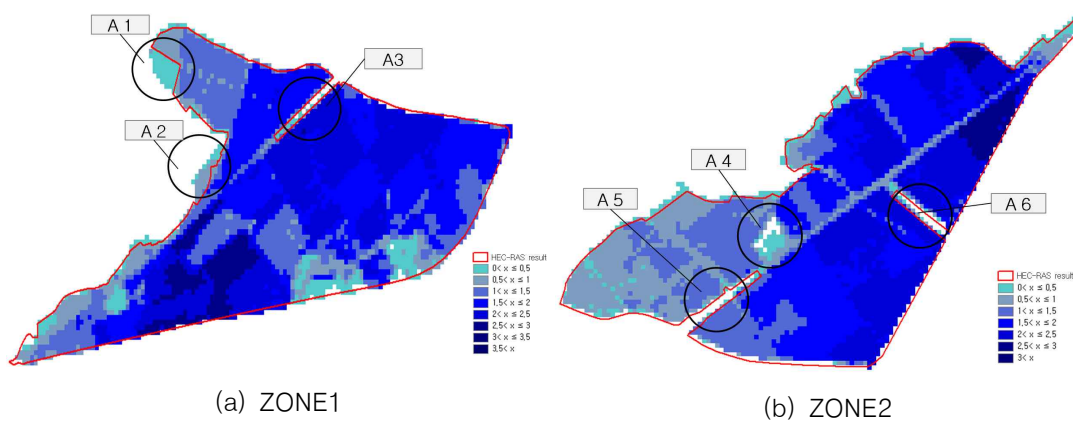 A 1
A3
A 2
HEC-RAS result
0< x ≤ 0,5
0,5< x ≤ 1
1< x ≤ 1,5
1,5< x ≤ 2
2< x ≤ 2,5
2,5< x ≤ 3
3< x ≤ 3,5
3,5< x
(a) ZONE1
A 4
A 5
A 6
HEC-RAS result
0< x ≤ 0,5
0,5< x ≤ 1
1< x ≤ 1,5
1,5< x ≤ 2
2< x ≤ 2,5
2,5< x ≤ 3
3< x
(b) ZONE2